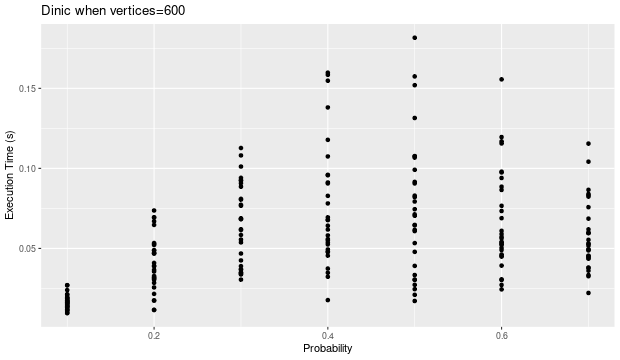 Dinic when vertices=600
Execution Time (s)
0.15
0.10
0.05
0.2 0.4 0.6
Probability